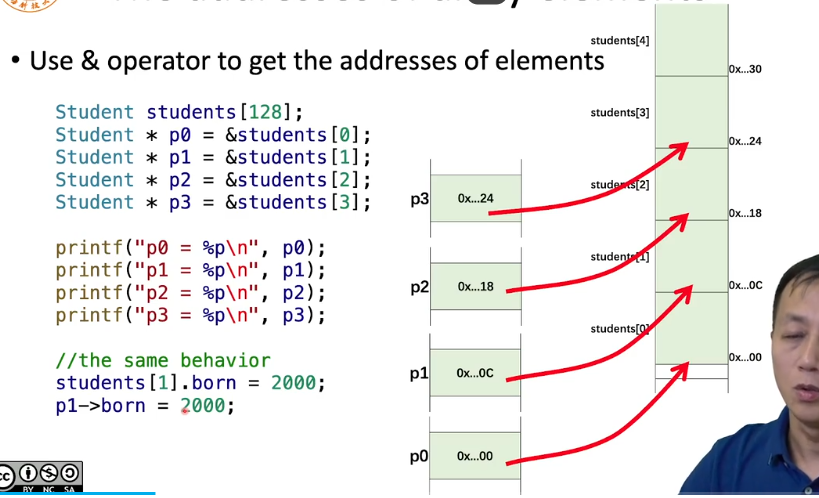 • Use & operator to get the addresses of elements
Student students[128];
Student * p0 = &students[0];
Student * p1 = &students[1];
Student * p2 = &students[2];
Student * p3 = &students[3];
printf("p0 = %p\n", p0);
printf("p1 = %p\n", p1);
printf("p2 = %p\n", p2);
printf("p3 = %p\n", p3);
//the same behavior
students[1].born = 2000;
p1->born = 2000;
p3
0x...24
p2
0x...18
p1
0x...0C
p0
0x...00
students[4]
0x...30
students[3]
0x...24
students[2]
0x...18
students[1]
0x...0C
students[0]
0x...00
BY NC SA